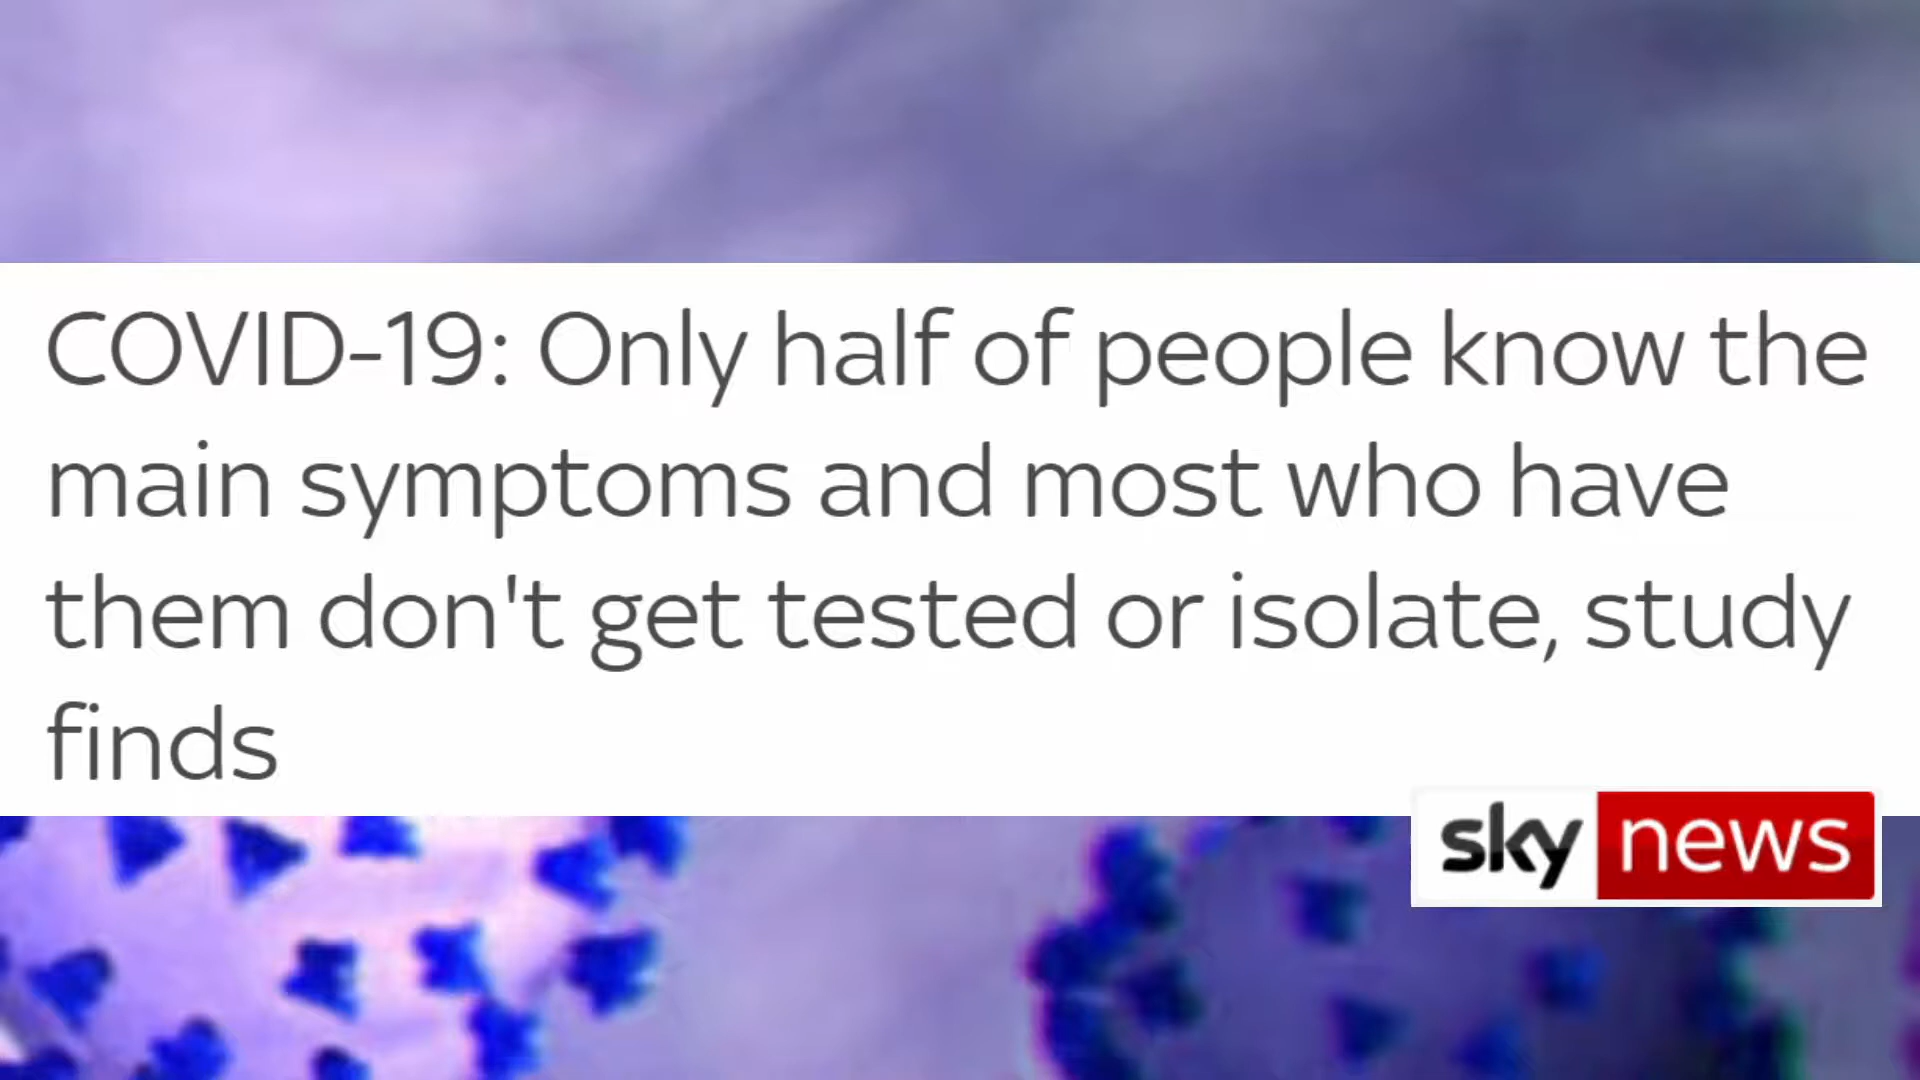 COVID-19: Only half of people know the
main symptoms and most who have
them don't get tested or isolate, study
finds
sky news